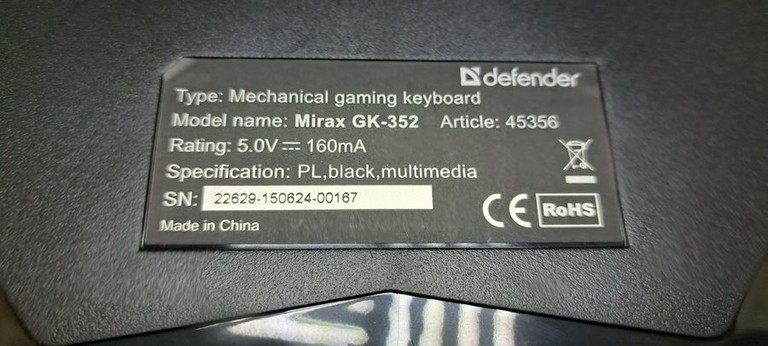 defender
Type: Mechanical gaming keyboard
Model name: Mirax GK-352 Article: 45356
Rating: 5.0V ⎓ 160mA
Specification: PL,black,multimedia
SN: 22629-150624-00167
CE RoHS
Made in China